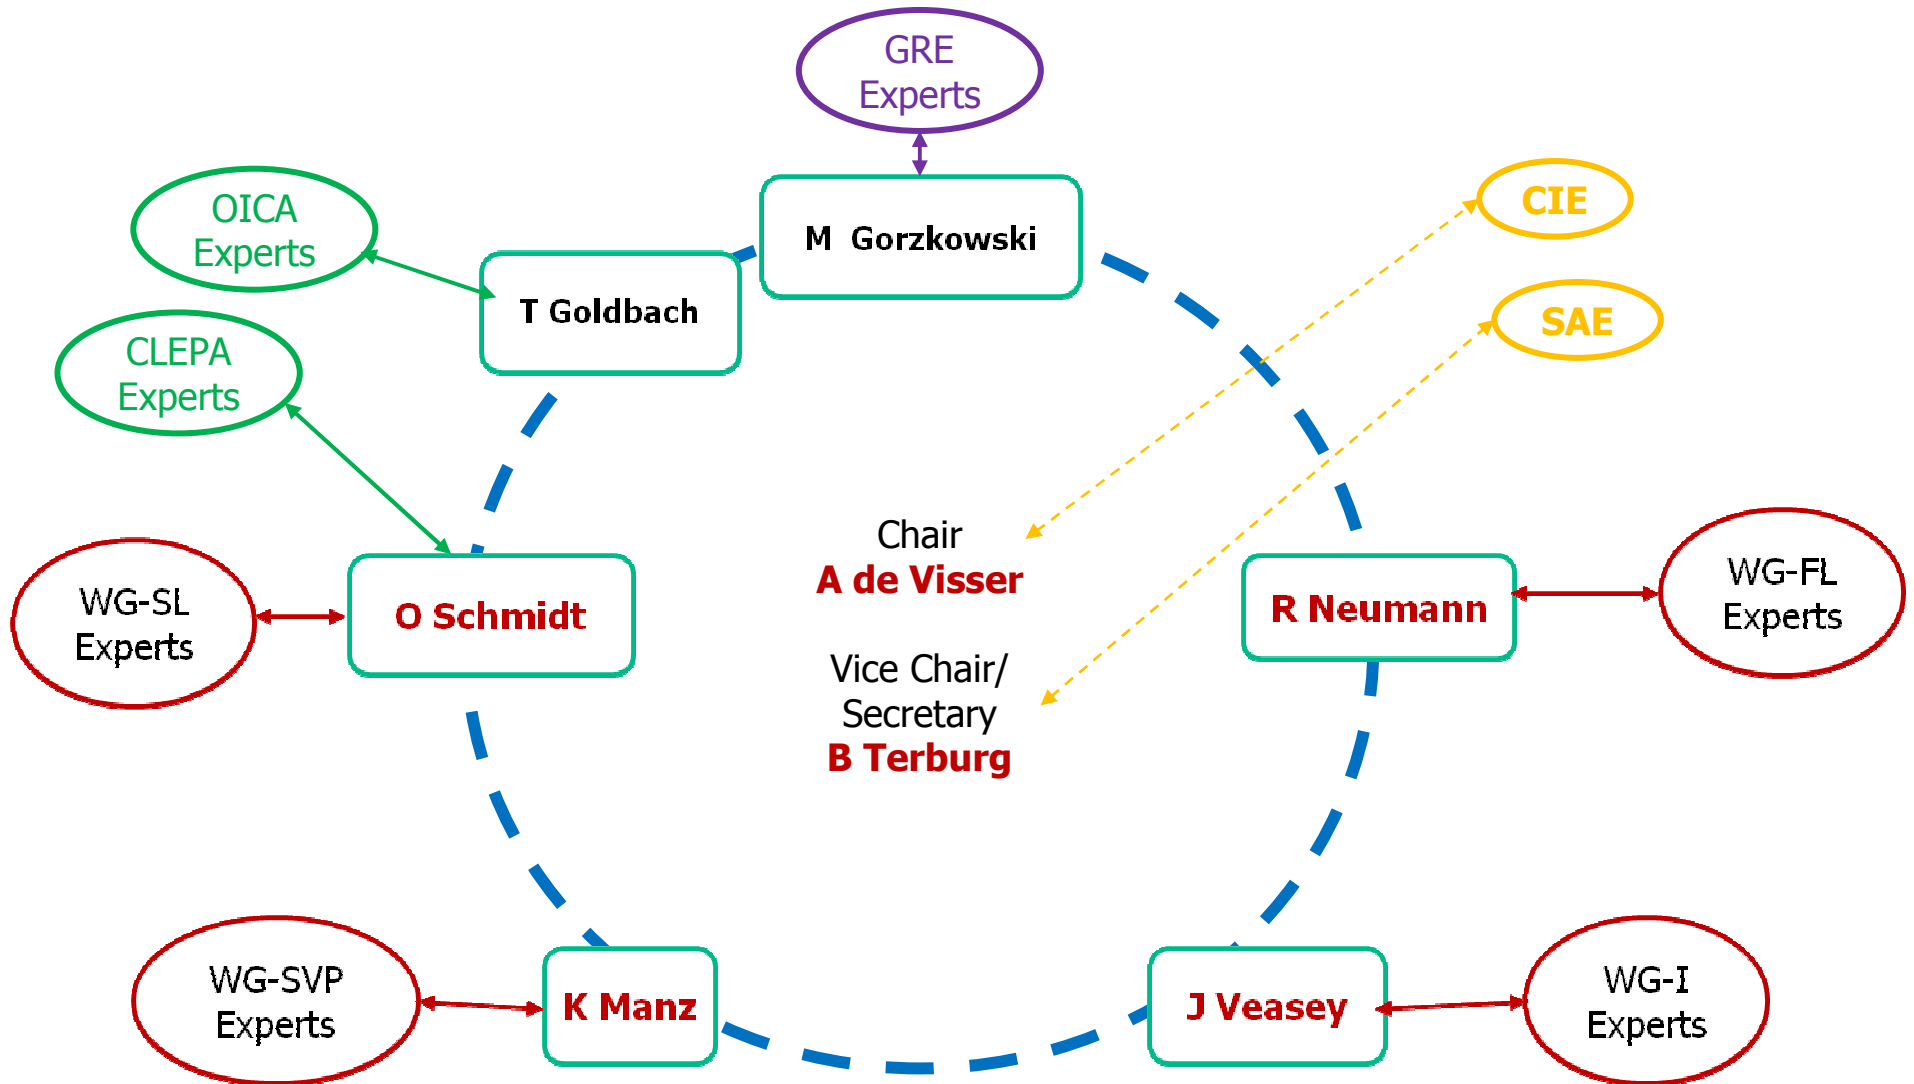 GRE
Experts
OICA
Experts
M Gorzkowski
CIE
T Goldbach
SAE
CLEPA
Experts
Chair
A de Visser
WG-SL
Experts
O Schmidt
R Neumann
WG-FL
Experts
Vice Chair/
Secretary
B Terburg
WG-SVP
Experts
K Manz
J Veasey
WG-I
Experts